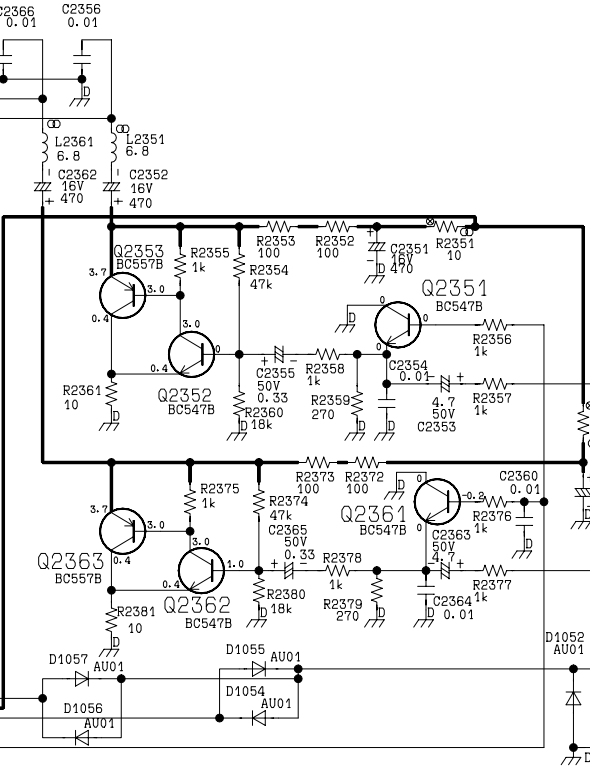 C2366
0.01
C2356
0.01
D
L2361
6.8
L2351
6.8
C2362
16V
470
C2352
16V
470
Q2353
BC557B
R2355
1k
R2354
47k
R2353
100
R2352
100
C2351
16V
470
D
R2351
10
3.7
3.0
0.4
3.0
0
0.4
Q2352
BC547B
R2361
10
D
C2355
50V
0.33
R2360
18k
D
R2358
1k
R2359
270
D
D
0
0
0
Q2351
BC547B
D
R2356
1k
C2354
0.01
4.7
50V
C2353
R2357
1k
D
R2375
1k
R2374
47k
R2373
100
R2372
100
D
0
-0.2
0
Q2361
BC547B
C2360
0.01
R2376
1k
D
D
3.7
3.0
0.4
Q2363
BC557B
3.0
1.0
0.4
Q2362
BC547B
C2365
50V
0.33
R2380
18k
D
R2378
1k
R2379
270
D
C2363
50V
4.7
R2377
1k
C2364
0.01
D
R2381
10
D
D1057
AU01
D1056
AU01
D1055
AU01
D1054
AU01
D1052
AU01
D